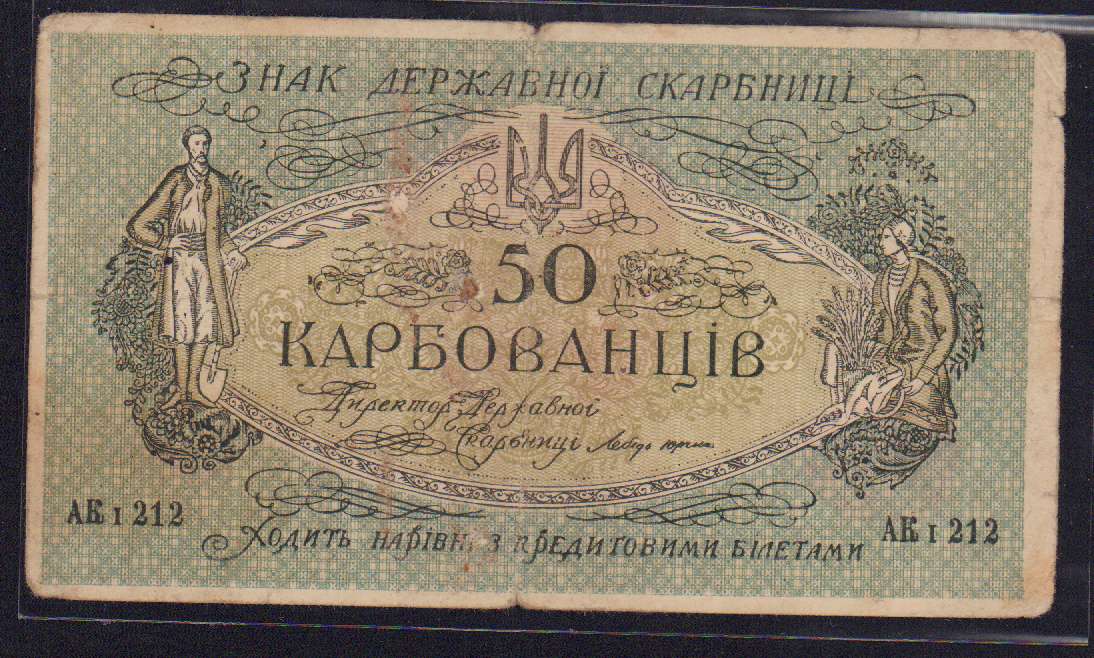 ЗНАК ДЕРЖАВНОЇ СКАРБНИЦІ
50
КАРБОВАНЦІВ
Директор Державної
Скарбниці
АК І 212
АК І 212
ХОДИТЬ НАРІВНІ З КРЕДИТОВИМИ БІЛЕТАМИ